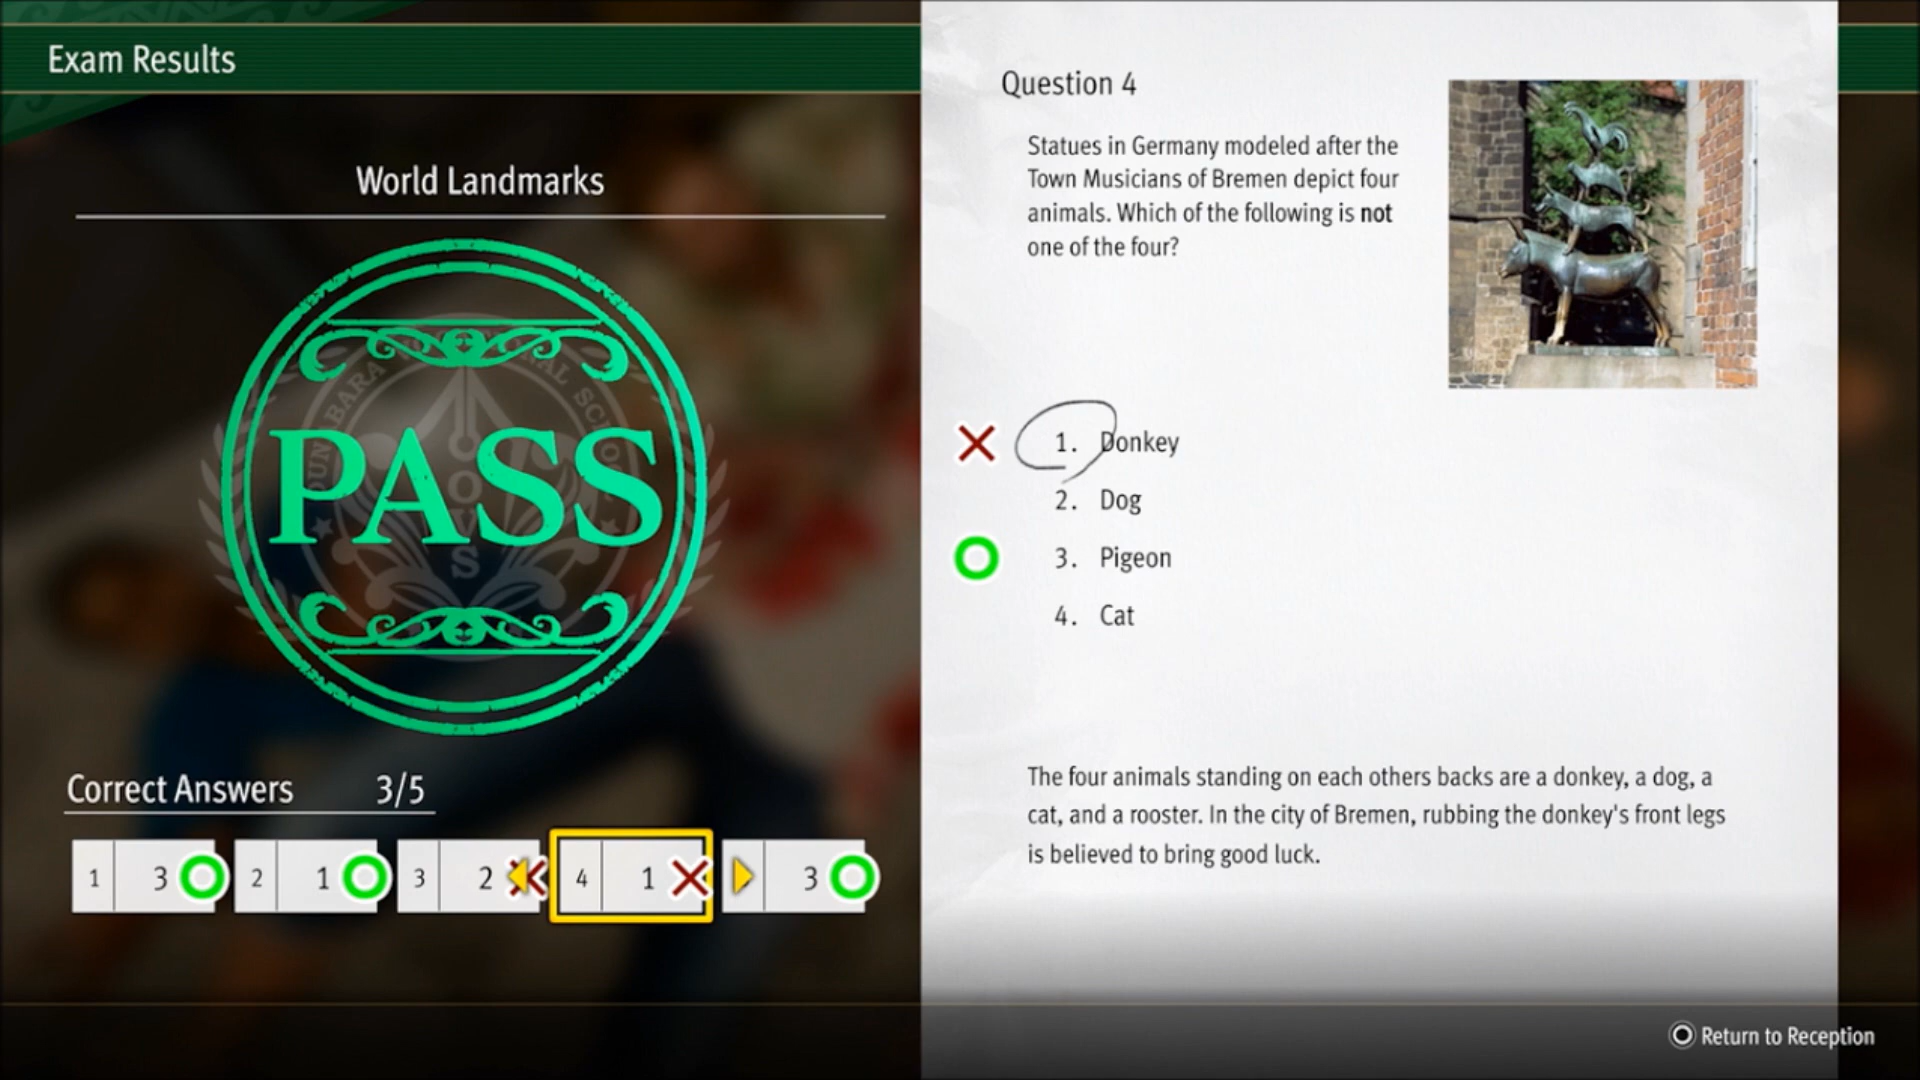 Exam Results
World Landmarks
PASS
Correct Answers 3/5
1 3
2 1
3 2
4 1
3
Question 4
Statues in Germany modeled after the
Town Musicians of Bremen depict four
animals. Which of the following is not
one of the four?
1. Donkey
2. Dog
3. Pigeon
4. Cat
The four animals standing on each others backs are a donkey, a dog, a
cat, and a rooster. In the city of Bremen, rubbing the donkey's front legs
is believed to bring good luck.
Return to Reception